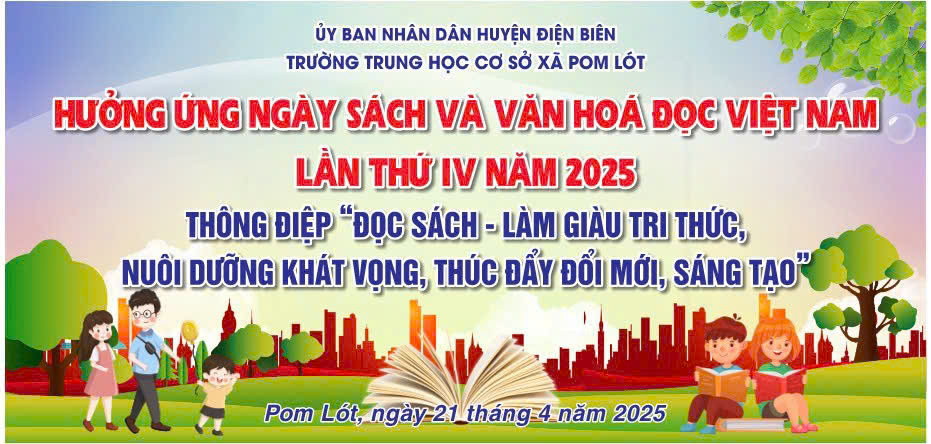 ỦY BAN NHÂN DÂN HUYỆN ĐIỆN BIÊN
TRƯỜNG TRUNG HỌC CƠ SỞ XÃ POM LÓT
HƯỞNG ỨNG NGÀY SÁCH VÀ VĂN HOÁ ĐỌC VIỆT NAM
LẦN THỨ IV NĂM 2025
THÔNG ĐIỆP “ĐỌC SÁCH - LÀM GIÀU TRI THỨC,
NUÔI DƯỠNG KHÁT VỌNG, THÚC ĐẨY ĐỔI MỚI, SÁNG TẠO”
Pom Lót, ngày 21 tháng 4 năm 2025